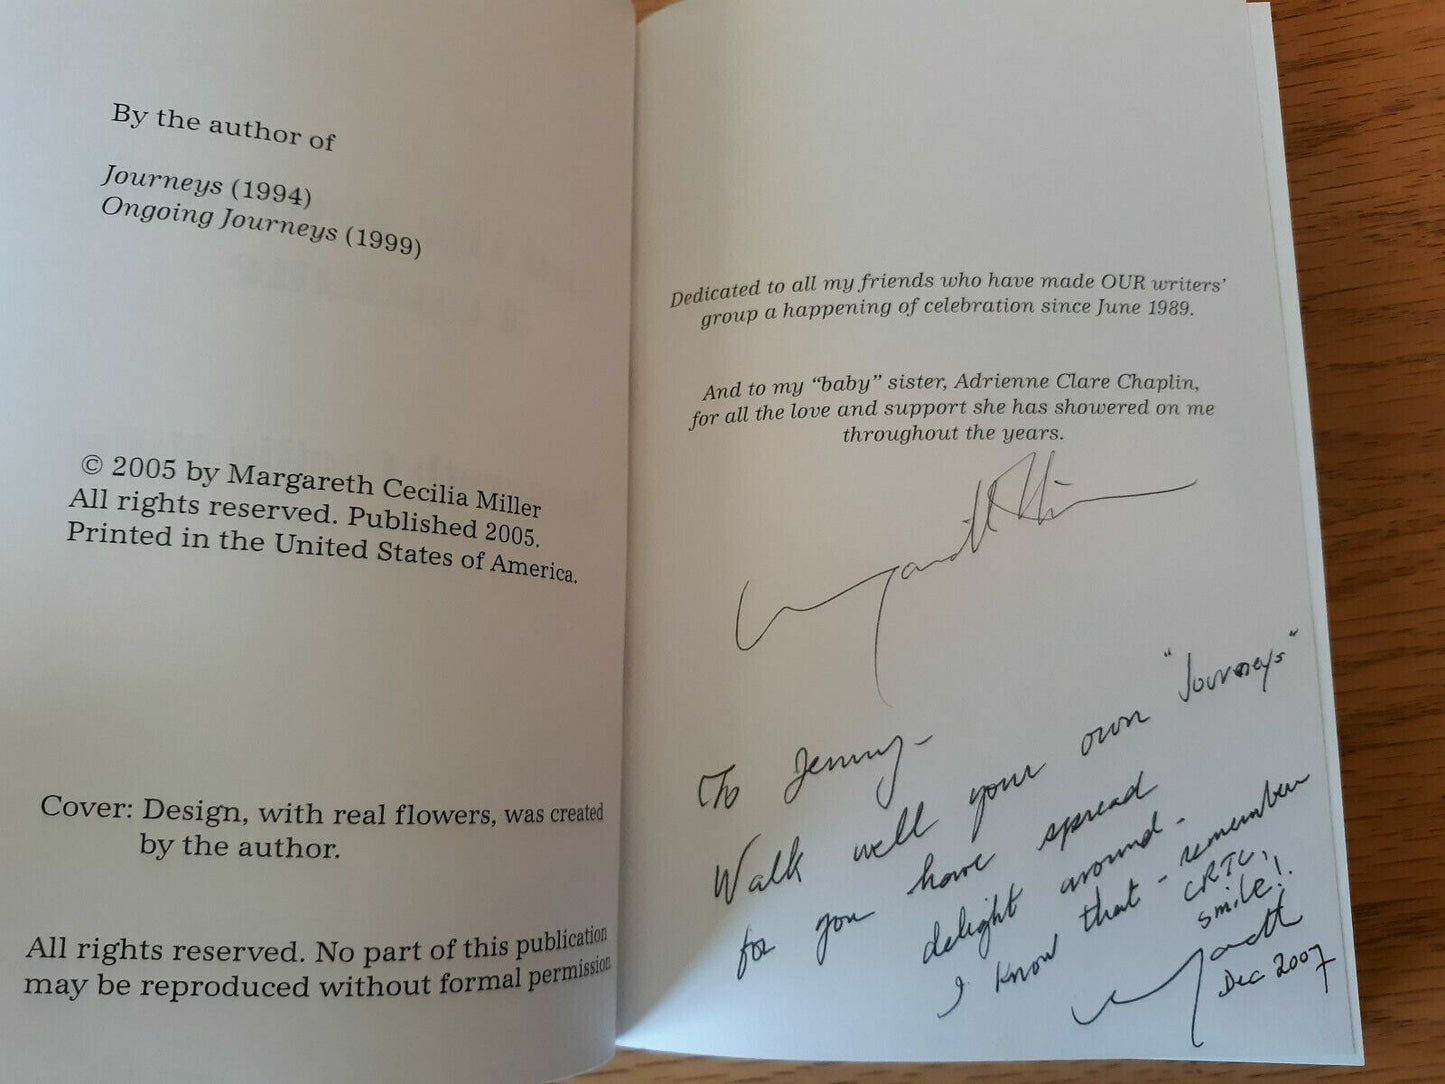 By the author of
Journeys (1994)
Ongoing Journeys (1999)
© 2005 by Margareth Cecilia Miller
All rights reserved. Published 2005.
Printed in the United States of America.
Cover: Design, with real flowers, was created
by the author.
All rights reserved. No part of this publication
may be reproduced without formal permission
Dedicated to all my friends who have made OUR writers'
group a happening of celebration since June 1989.
And to my "baby" sister, Adrienne Clare Chaplin,
for all the love and support she has showered on me
throughout the years.
To Jenny-
Walk well your own "Journeys"
for you have spread
delight around.
I know that - remember
CRTC,
smile!
Dec 2007